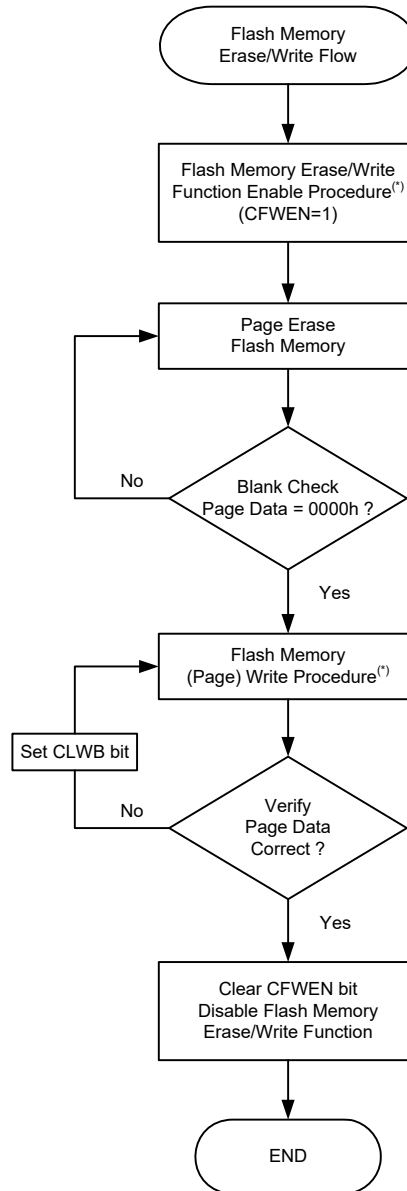 Flash Memory
Erase/Write Flow
Flash Memory Erase/Write
Function Enable Procedure(*)
(CFWEN=1)
Page Erase
Flash Memory
No
Blank Check
Page Data = 0000h ?
Yes
Flash Memory
(Page) Write Procedure(*)
Set CLWB bit
No
Verify
Page Data
Correct ?
Yes
Clear CFWEN bit
Disable Flash Memory
Erase/Write Function
END